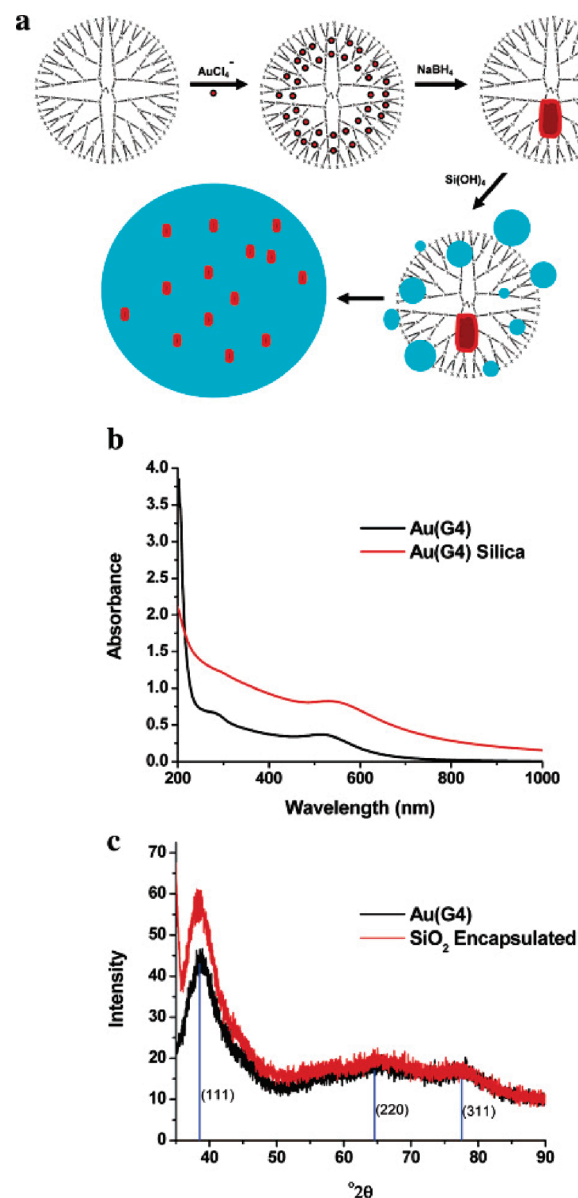 a
AuCl4−
NaBH4
Si(OH)4
b
4.0
3.5
3.0
2.5
2.0
1.5
1.0
0.5
0.0
Absorbance
Au(G4)
Au(G4) Silica
200 400 600 800 1000
Wavelength (nm)
c
70
60
50
40
30
20
10
0
Intensity
Au(G4)
SiO2 Encapsulated
(111)
(220)
(311)
40 50 60 70 80 90
°2θ